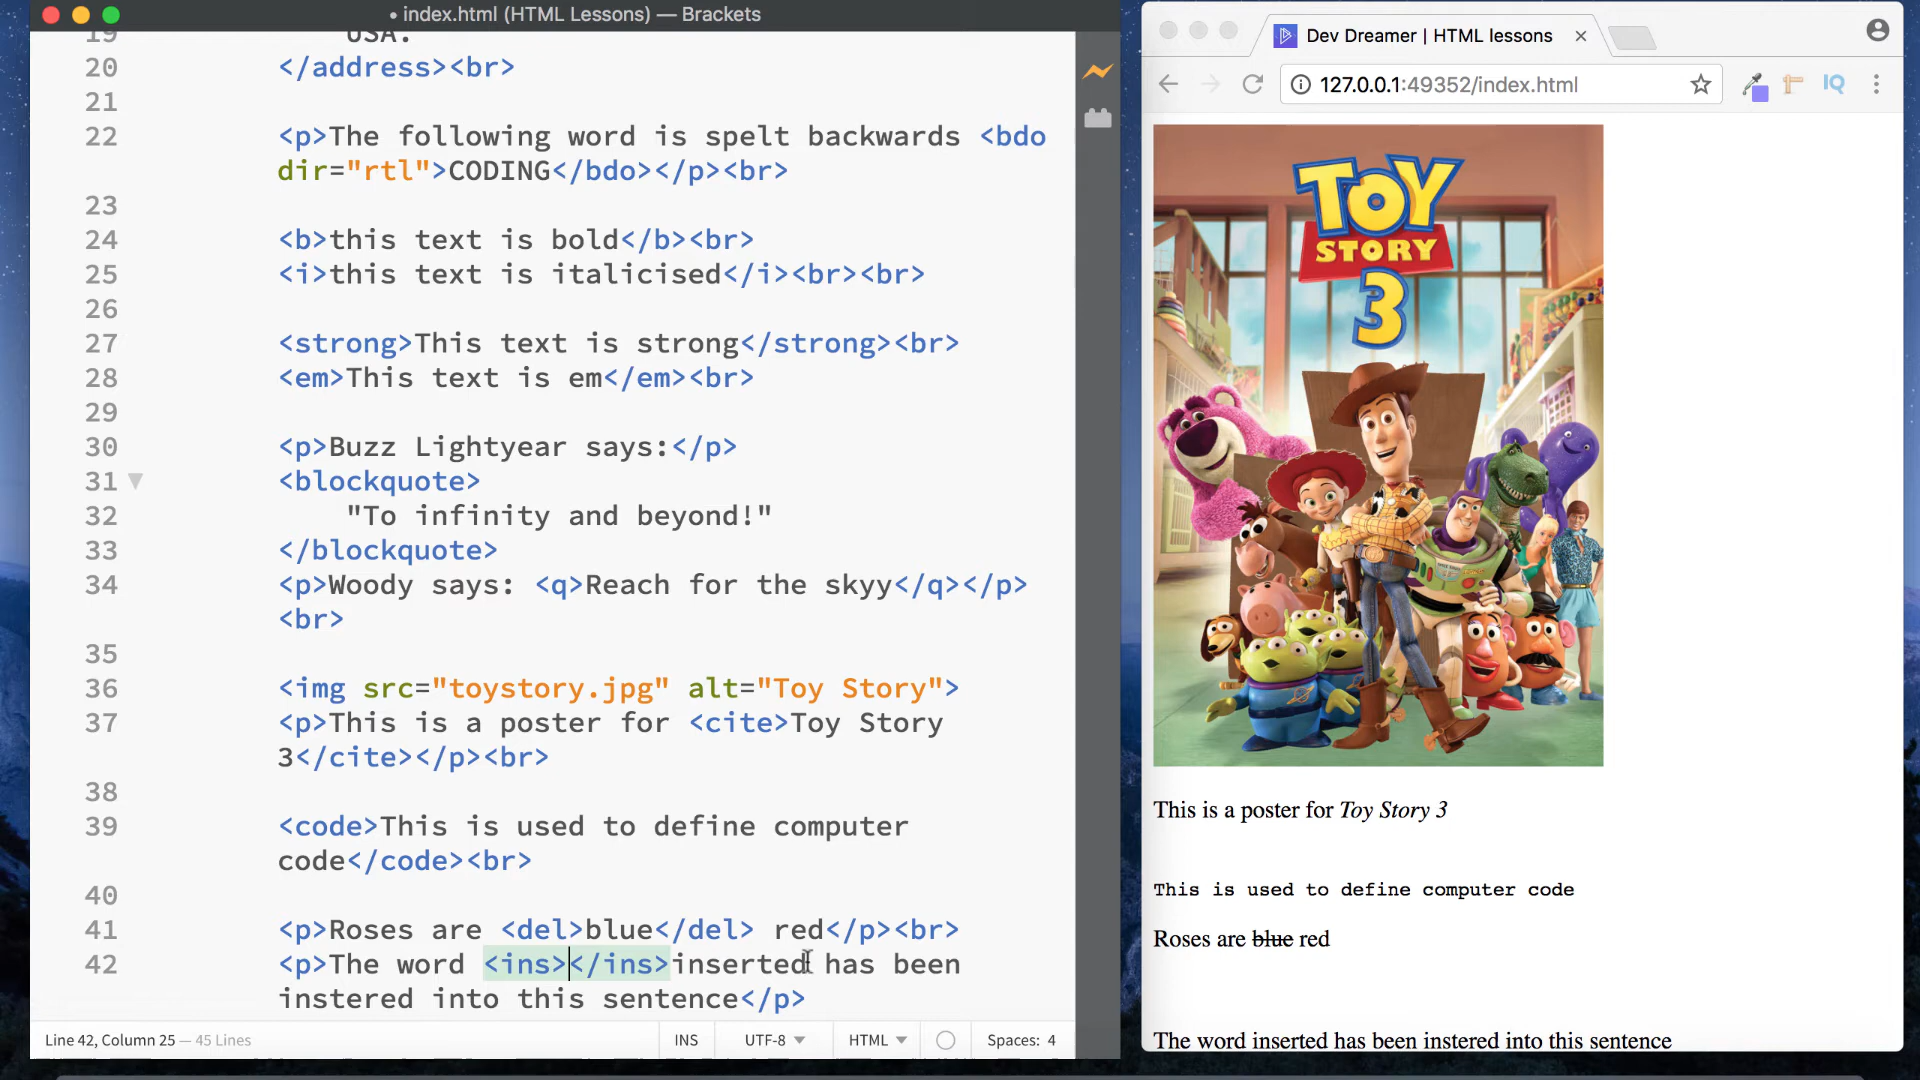 • index.html (HTML Lessons) — Brackets
19 USA.
20 </address><br>
21
22 <p>The following word is spelt backwards <bdo
dir="rtl">CODING</bdo></p><br>
23
24 <b>this text is bold</b><br>
25 <i>this text is italicised</i><br><br>
26
27 <strong>This text is strong</strong><br>
28 <em>This text is em</em><br>
29
30 <p>Buzz Lightyear says:</p>
31 <blockquote>
32 "To infinity and beyond!"
33 </blockquote>
34 <p>Woody says: <q>Reach for the skyy</q></p>
<br>
35
36 <img src="toystory.jpg" alt="Toy Story">
37 <p>This is a poster for <cite>Toy Story
3</cite></p><br>
38
39 <code>This is used to define computer
code</code><br>
40
41 <p>Roses are <del>blue</del> red</p><br>
42 <p>The word <ins></ins>inserted has been
instered into this sentence</p>
Line 42, Column 25 — 45 Lines
INS
UTF-8
HTML
Spaces: 4
Dev Dreamer | HTML lessons
127.0.0.1:49352/index.html
IQ
TOY
STORY
3
This is a poster for Toy Story 3
This is used to define computer code
Roses are blue red
The word inserted has been instered into this sentence